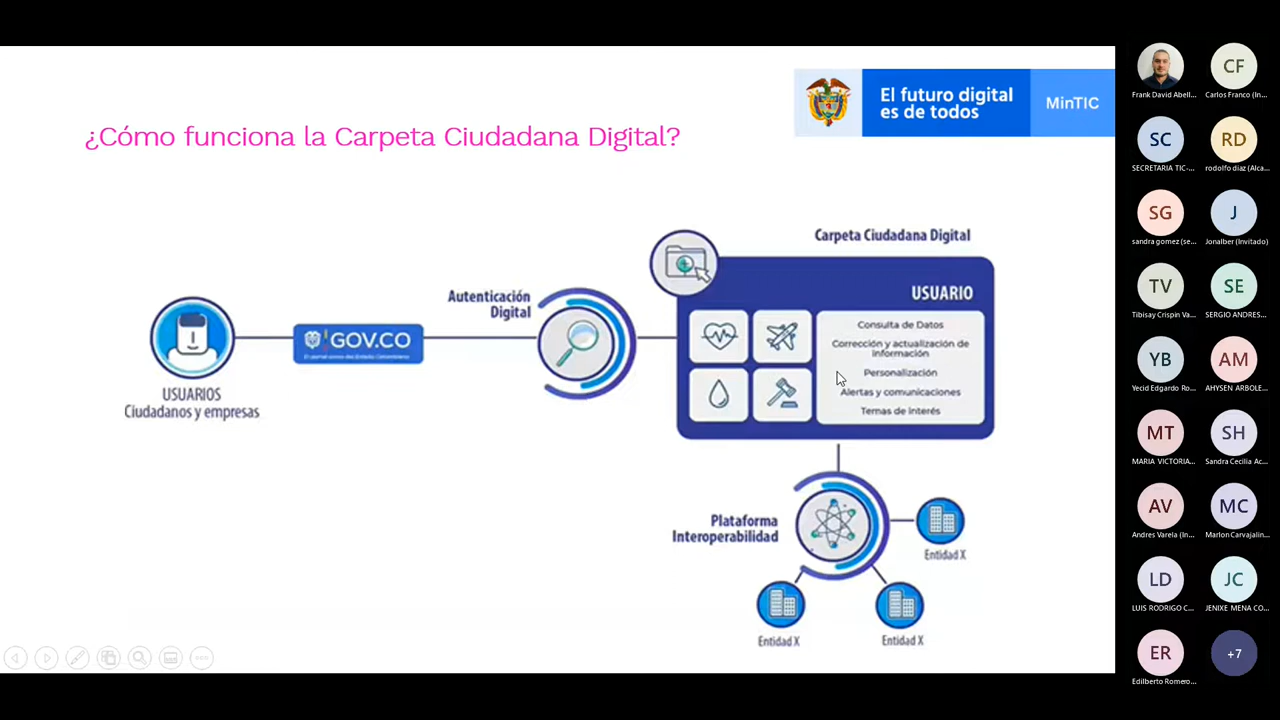 El futuro digital
es de todos
MinTIC
¿Cómo funciona la Carpeta Ciudadana Digital?
Carpeta Ciudadana Digital
USUARIO
Autenticación
Digital
GOV.CO
Consulta de Datos
Corrección y actualización de
información
Personalización
Alertas y comunicaciones
Temas de Interés
USUARIOS
Ciudadanos y empresas
Plataforma
Interoperabilidad
Entidad X
Entidad X
Entidad X
Frank David Abell...
CF
Carlos Franco (In...
SC
SECRETARIA TIC-...
RD
rodolfo diaz (Alca...
SG
sandra gomez (se...
J
Jonalber (Invitado)
TV
Tibisay Crispin Va...
SE
SERGIO ANDRES...
YB
Yecid Edgardo Ro...
AM
AHYSEN ARBOLE...
MT
MARIA VICTORIA...
SH
Sandra Cecilia Ac...
AV
Andres Varela (In...
MC
Marlon Carvajalin...
LD
LUIS RODRIGO C...
JC
JENIXE MENA CO...
ER
Edilberto Romero...
+7